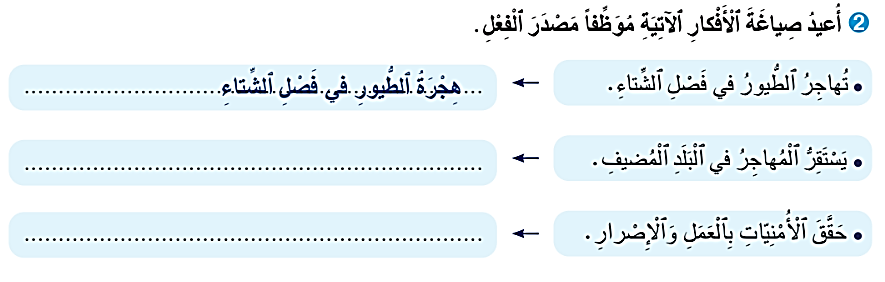 2 أُعيدُ صِياغَةَ ٱلْأَفْكارِ ٱلْآتِيَةِ مُوَظِّفاً مَصْدَرَ ٱلْفِعْلِ.
• تُهاجِرُ ٱلطُّيورُ في فَصْلِ ٱلشِّتاءِ. ← ...هِجْرَةُ ٱلطُّيورِ في فَصْلِ ٱلشِّتاءِ..............................
• يَسْتَقِرُّ ٱلْمُهاجِرُ في ٱلْبَلَدِ ٱلْمُضيفِ. ← ......................................................................
• حَقَّقَ ٱلْأُمْنِيّاتِ بِٱلْعَمَلِ وَٱلْإِصْرارِ. ← ......................................................................